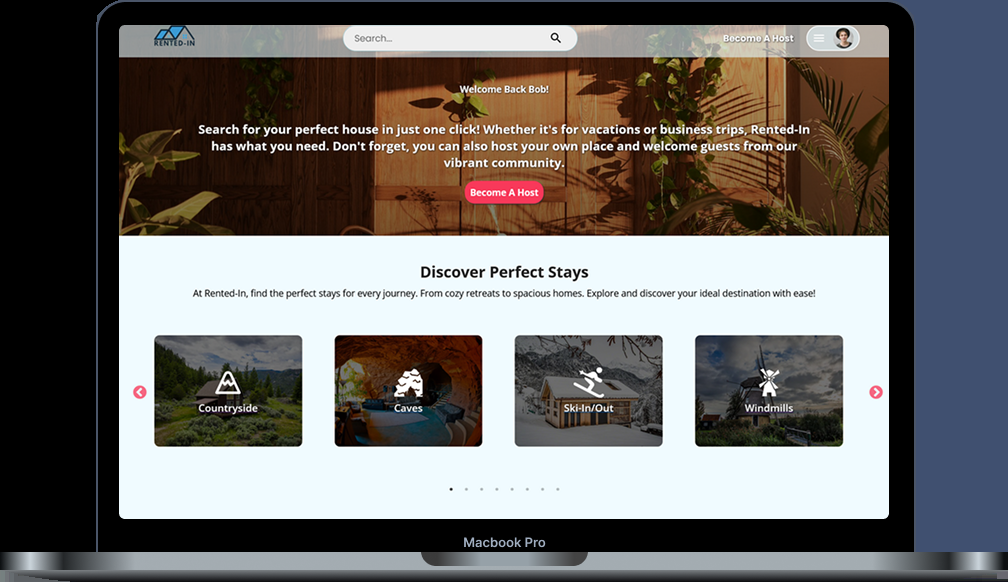 RENTED-IN
Search...
Become A Host
Welcome Back Bob!
Search for your perfect house in just one click! Whether it's for vacations or business trips, Rented-In
has what you need. Don't forget, you can also host your own place and welcome guests from our
vibrant community.
Become A Host
Discover Perfect Stays
At Rented-In, find the perfect stays for every journey. From cozy retreats to spacious homes. Explore and discover your ideal destination with ease!
Countryside
Caves
Ski-In/Out
Windmills
Macbook Pro